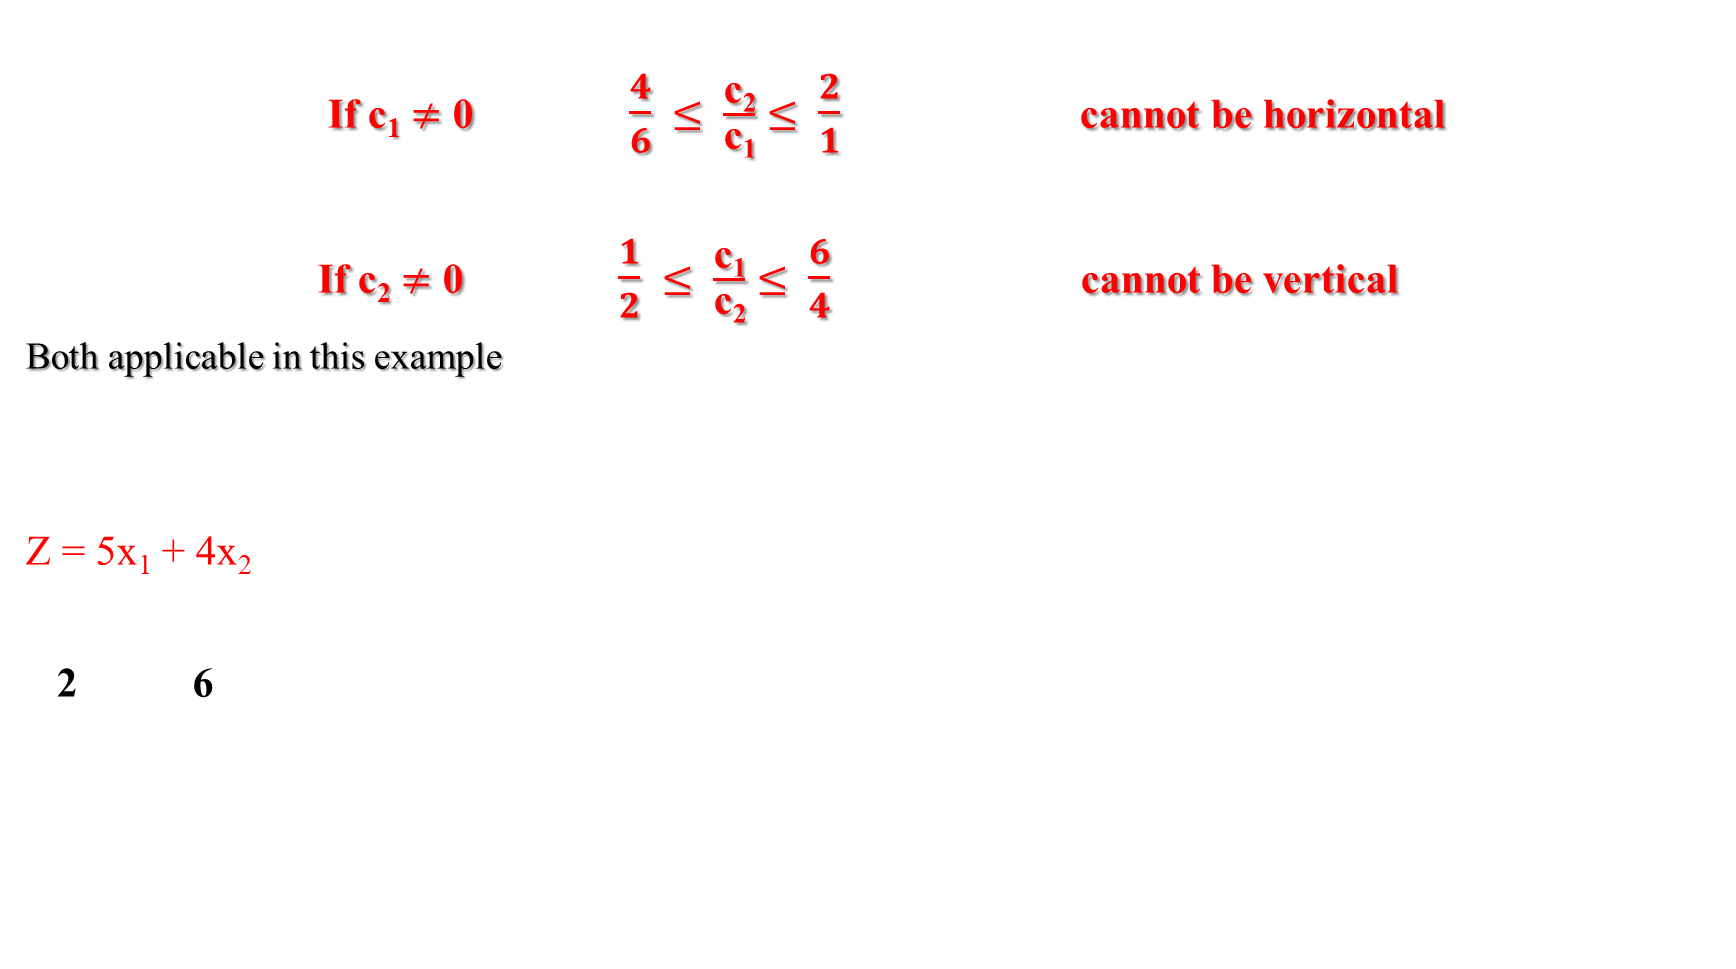 If c₁ ≠ 0 4/6 ≤ c₂/c₁ ≤ 2/1 cannot be horizontal
If c₂ ≠ 0 1/2 ≤ c₁/c₂ ≤ 6/4 cannot be vertical
Both applicable in this example
Z = 5x₁ + 4x₂
2 6